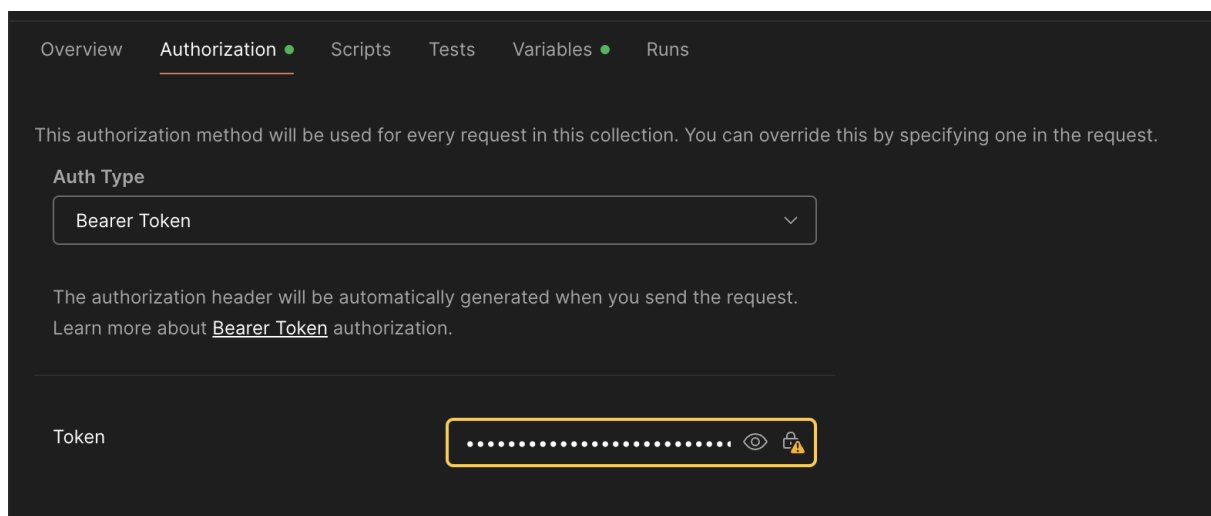 Overview Authorization Scripts Tests Variables Runs
This authorization method will be used for every request in this collection. You can override this by specifying one in the request.
Auth Type
Bearer Token
The authorization header will be automatically generated when you send the request.
Learn more about Bearer Token authorization.
Token